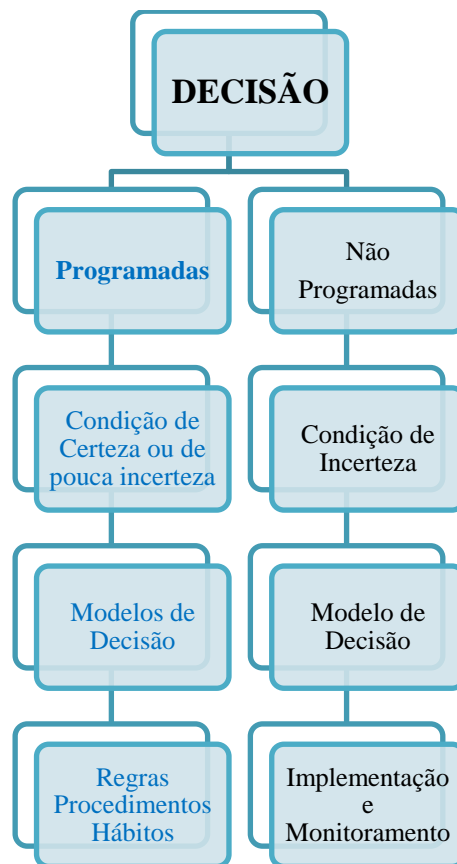 DECISÃO
Programadas
Não
Programadas
Condição de
Certeza ou de
pouca incerteza
Condição de
Incerteza
Modelos de
Decisão
Modelo de
Decisão
Regras
Procedimentos
Hábitos
Implementação
e
Monitoramento